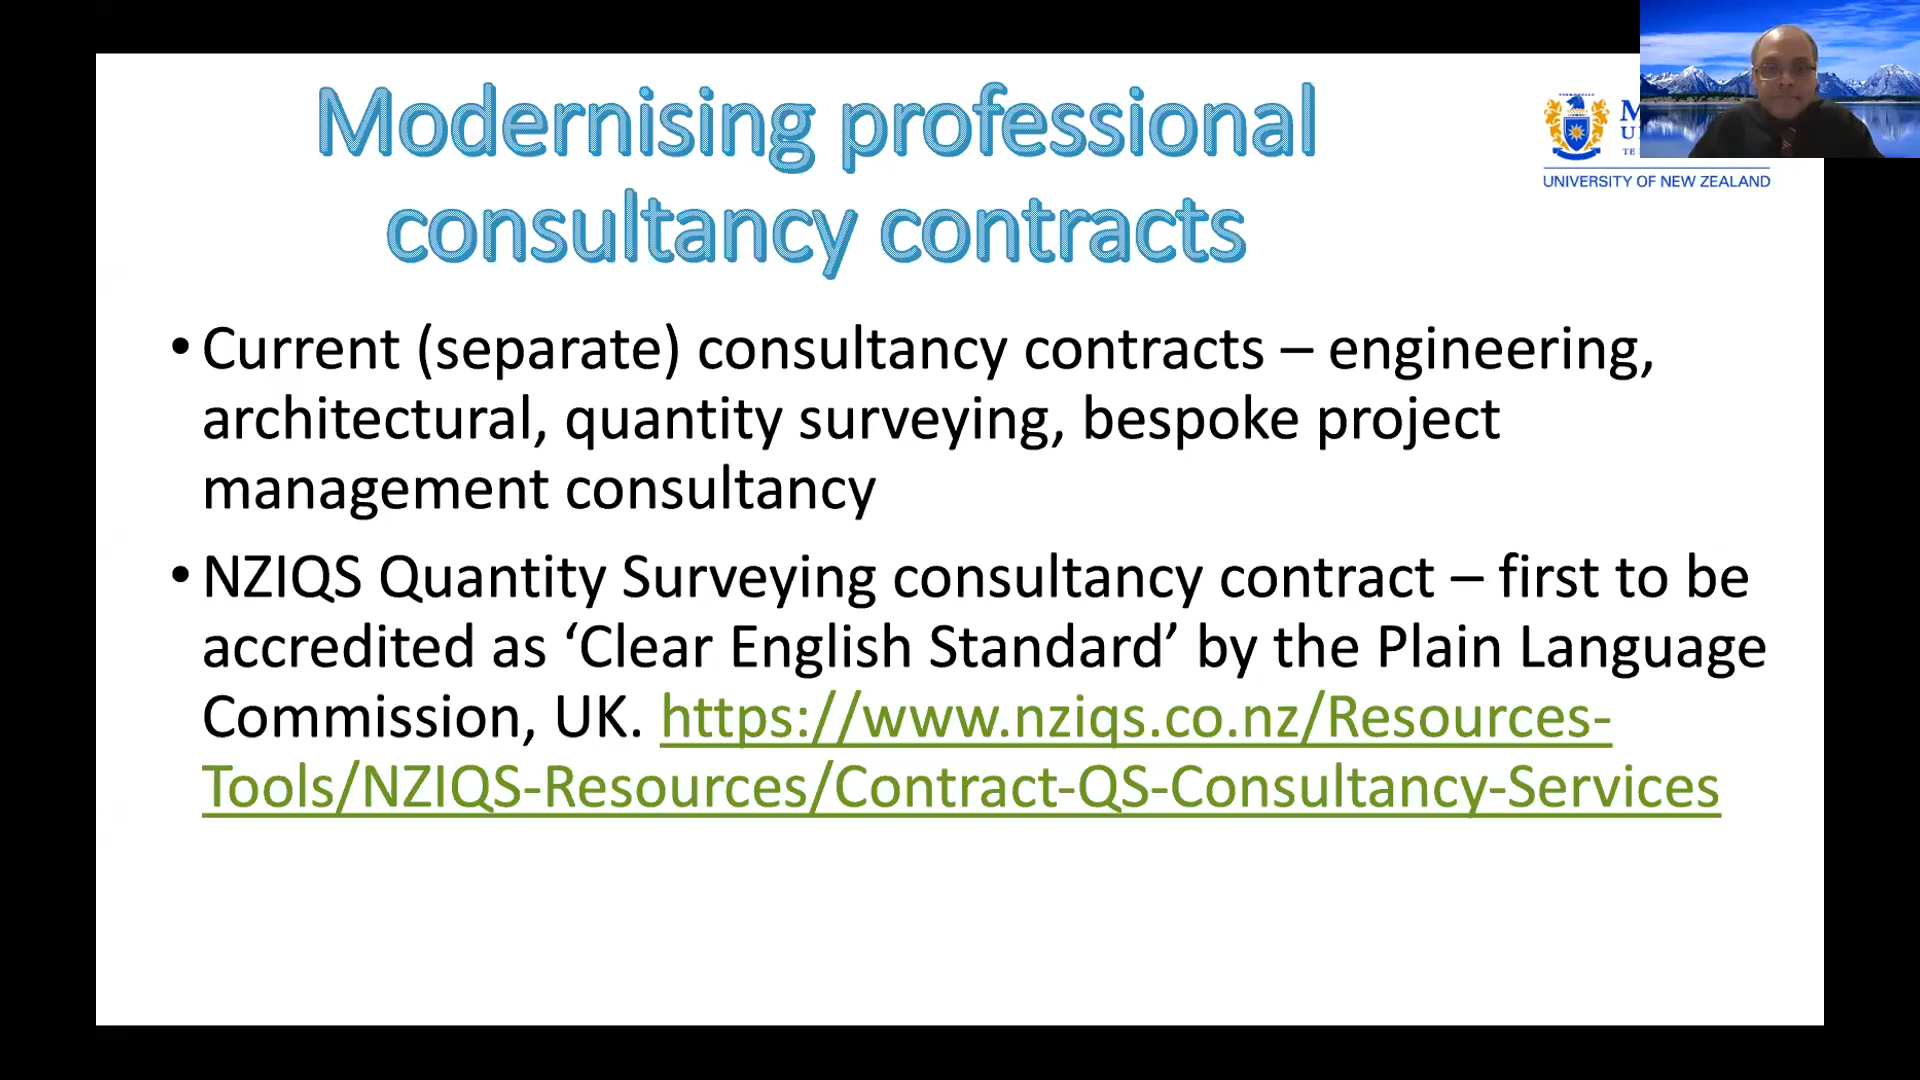 Modernising professional
consultancy contracts
UNIVERSITY OF NEW ZEALAND
• Current (separate) consultancy contracts – engineering,
architectural, quantity surveying, bespoke project
management consultancy
• NZIQS Quantity Surveying consultancy contract – first to be
accredited as ‘Clear English Standard’ by the Plain Language
Commission, UK. https://www.nziqs.co.nz/Resources-
Tools/NZIQS-Resources/Contract-QS-Consultancy-Services